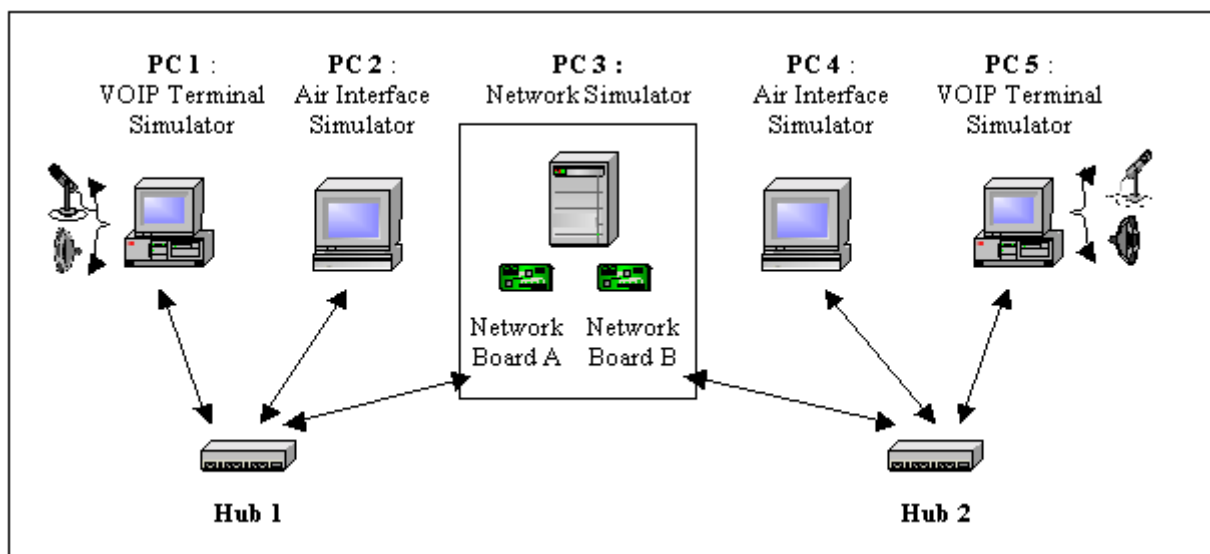 PC 1 :
VOIP Terminal
Simulator
PC 2 :
Air Interface
Simulator
PC 3 :
Network Simulator
PC 4 :
Air Interface
Simulator
PC 5 :
VOIP Terminal
Simulator
Network
Board A
Network
Board B
Hub 1
Hub 2